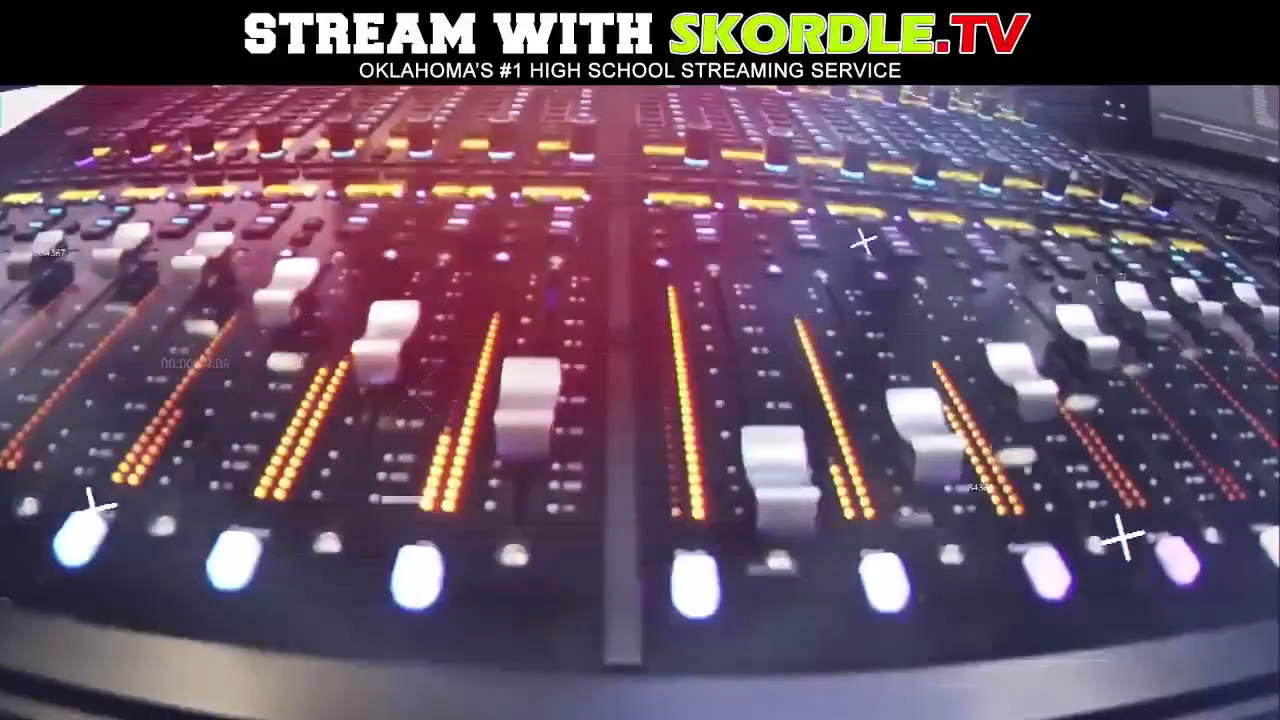 STREAM WITH SKORDLE.TV
OKLAHOMA'S #1 HIGH SCHOOL STREAMING SERVICE